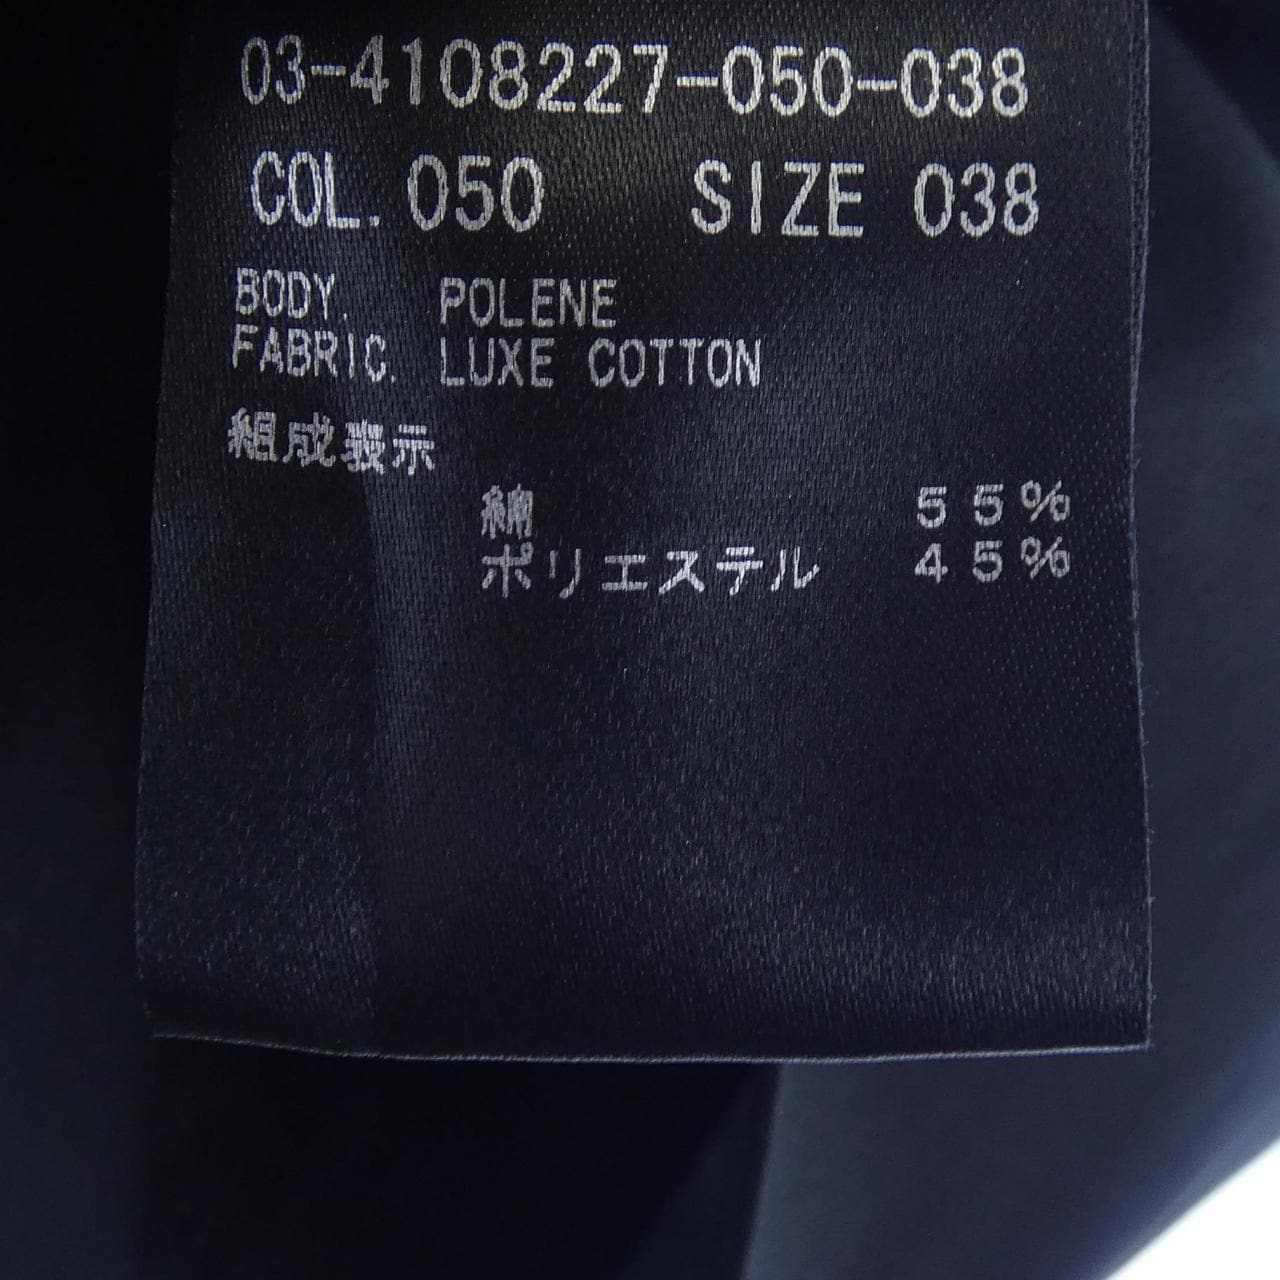 03-4108227-050-038
COL. 050 SIZE 038
BODY. POLENE
FABRIC. LUXE COTTON
組成表示
綿 55%
ポリエステル 45%